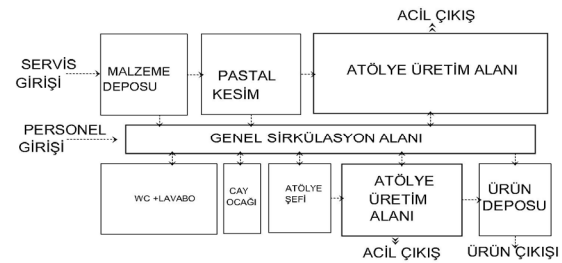 ACİL ÇIKIŞ
SERVİS
GİRİŞİ
MALZEME
DEPOSU
PASTAL
KESİM
ATÖLYE ÜRETİM ALANI
PERSONEL
GİRİŞİ
GENEL SİRKÜLASYON ALANI
WC +LAVABO
CAY
OCAĞI
ATÖLYE
ŞEFİ
ATÖLYE
ÜRETİM
ALANI
ÜRÜN
DEPOSU
ACİL ÇIKIŞ
ÜRÜN ÇIKIŞI